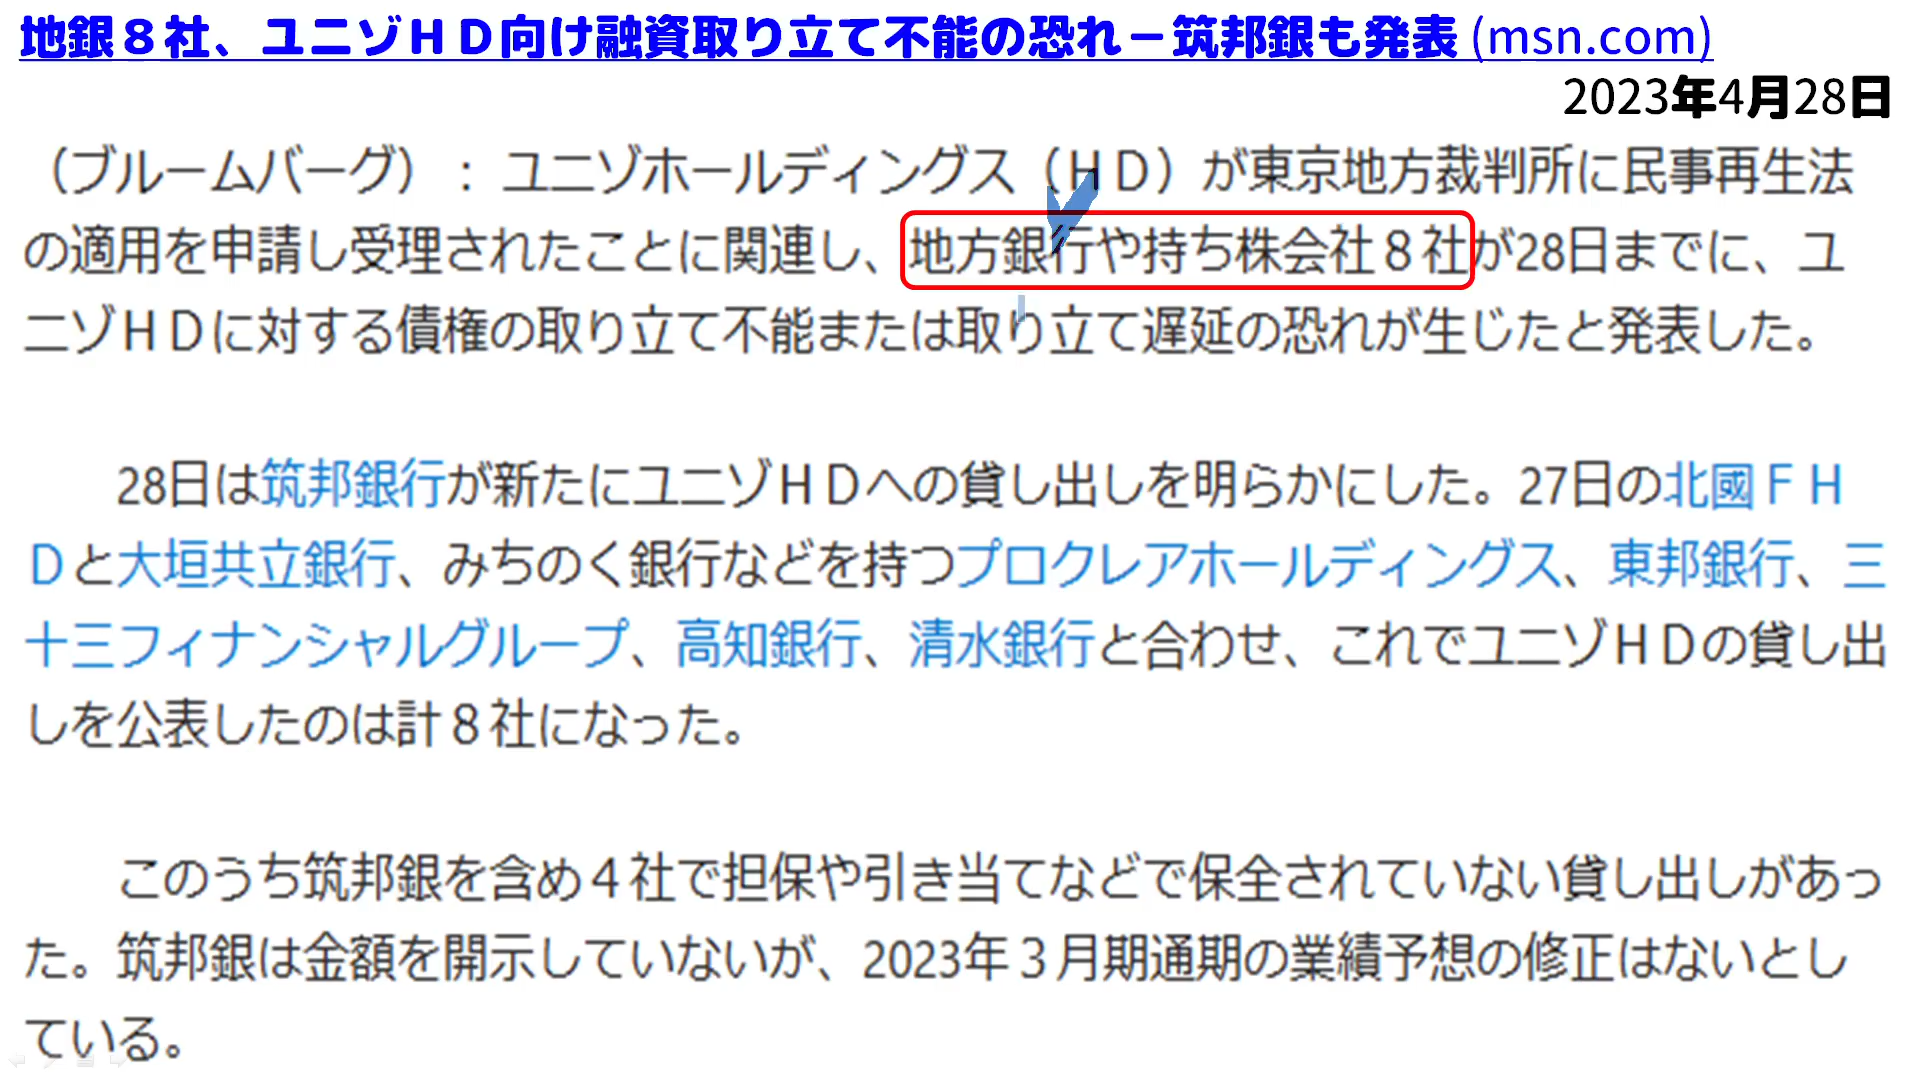 地銀８社、ユニゾＨＤ向け融資取り立て不能の恐れ－筑邦銀も発表 (msn.com)
2023年4月28日
（ブルームバーグ）： ユニゾホールディングス（ＨＤ）が東京地方裁判所に民事再生法
の適用を申請し受理されたことに関連し、地方銀行や持ち株会社８社が28日までに、ユ
ニゾＨＤに対する債権の取り立て不能または取り立て遅延の恐れが生じたと発表した。
28日は筑邦銀行が新たにユニゾＨＤへの貸し出しを明らかにした。27日の北國ＦＨ
Ｄと大垣共立銀行、みちのく銀行などを持つプロクレアホールディングス、東邦銀行、三
十三フィナンシャルグループ、高知銀行、清水銀行と合わせ、これでユニゾＨＤの貸し出
しを公表したのは計８社になった。
このうち筑邦銀を含め４社で担保や引き当てなどで保全されていない貸し出しがあっ
た。筑邦銀は金額を開示していないが、2023年３月期通期の業績予想の修正はないとし
ている。